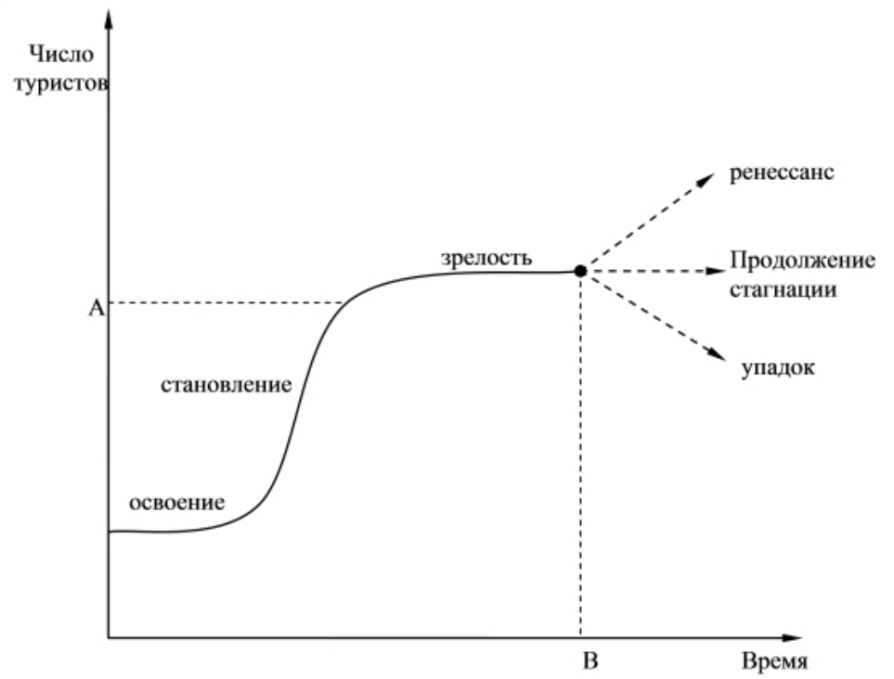 Число
туристов
ренессанс
зрелость
Продолжение
стагнации
А
упадок
становление
освоение
В
Время